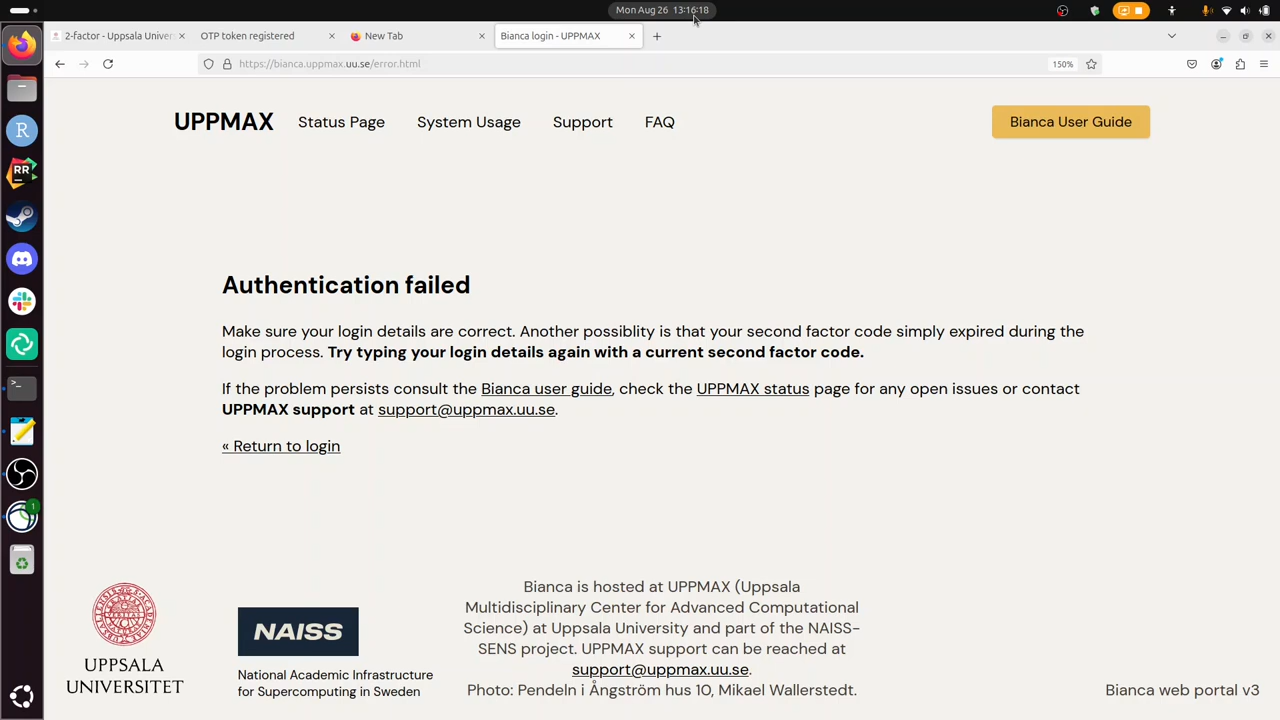 Mon Aug 26 13:16:18
2-factor - Uppsala Univer
OTP token registered
New Tab
Bianca login - UPPMAX
https://bianca.uppmax.uu.se/error.html
150%
UPPMAX
Status Page
System Usage
Support
FAQ
Bianca User Guide
Authentication failed
Make sure your login details are correct. Another possiblity is that your second factor code simply expired during the
login process. Try typing your login details again with a current second factor code.
If the problem persists consult the Bianca user guide, check the UPPMAX status page for any open issues or contact
UPPMAX support at support@uppmax.uu.se.
« Return to login
UPPSALA
UNIVERSITET
NAISS
National Academic Infrastructure
for Supercomputing in Sweden
Bianca is hosted at UPPMAX (Uppsala
Multidisciplinary Center for Advanced Computational
Science) at Uppsala University and part of the NAISS-
SENS project. UPPMAX support can be reached at
support@uppmax.uu.se.
Photo: Pendeln i Ångström hus 10, Mikael Wallerstedt.
Bianca web portal v3
R
RR
1